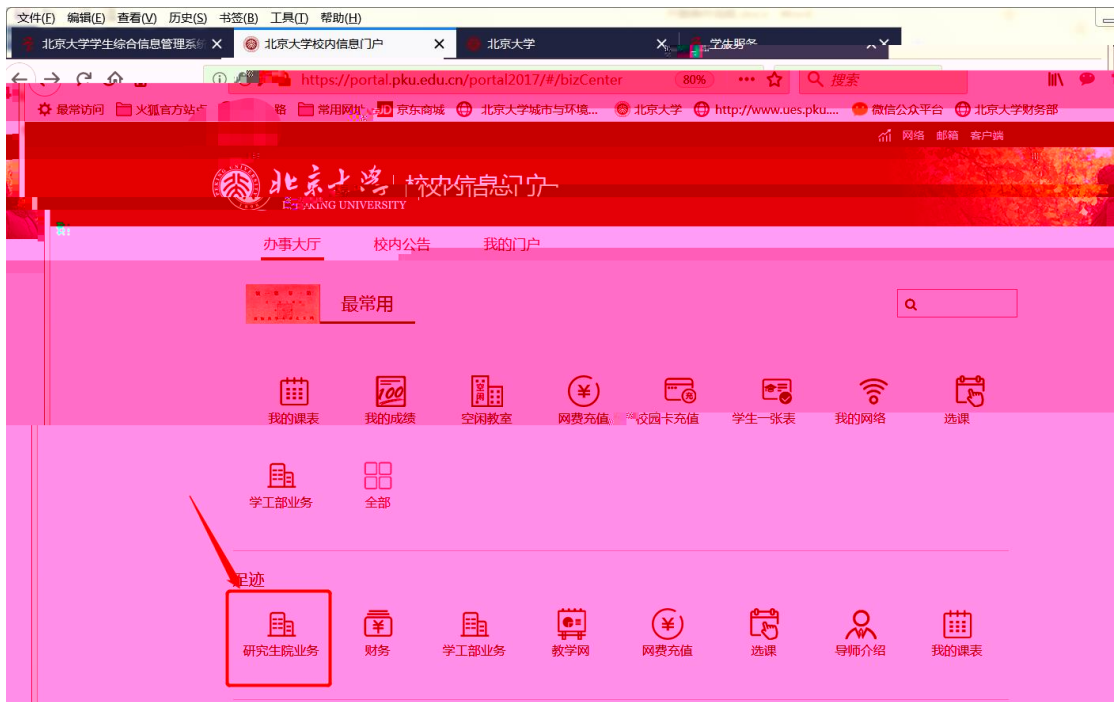 文件(F) 编辑(E) 查看(V) 历史(S) 书签(B) 工具(T) 帮助(H)
北京大学学生综合信息管理系统 北京大学校内信息门户 北京大学
https://portal.pku.edu.cn/portal2017/#/bizCenter 80% 搜索
最常访问 火狐官方站点 常用网址 JD 京东商城 北京大学城市与环境... 北京大学 http://www.ues.pku.... 微信公众平台 北京大学财务部
网络 邮箱 客户端
北京大学 校内信息门户
UNIVERSITY
办事大厅 校内公告 我的门户
最常用
我的课表 我的成绩 空闲教室 网费充值 校园卡充值 学生一张表 我的网络 选课
学工部业务 全部
足迹
研究生院业务 财务 学工部业务 教学网 网费充值 选课 导师介绍 我的课表